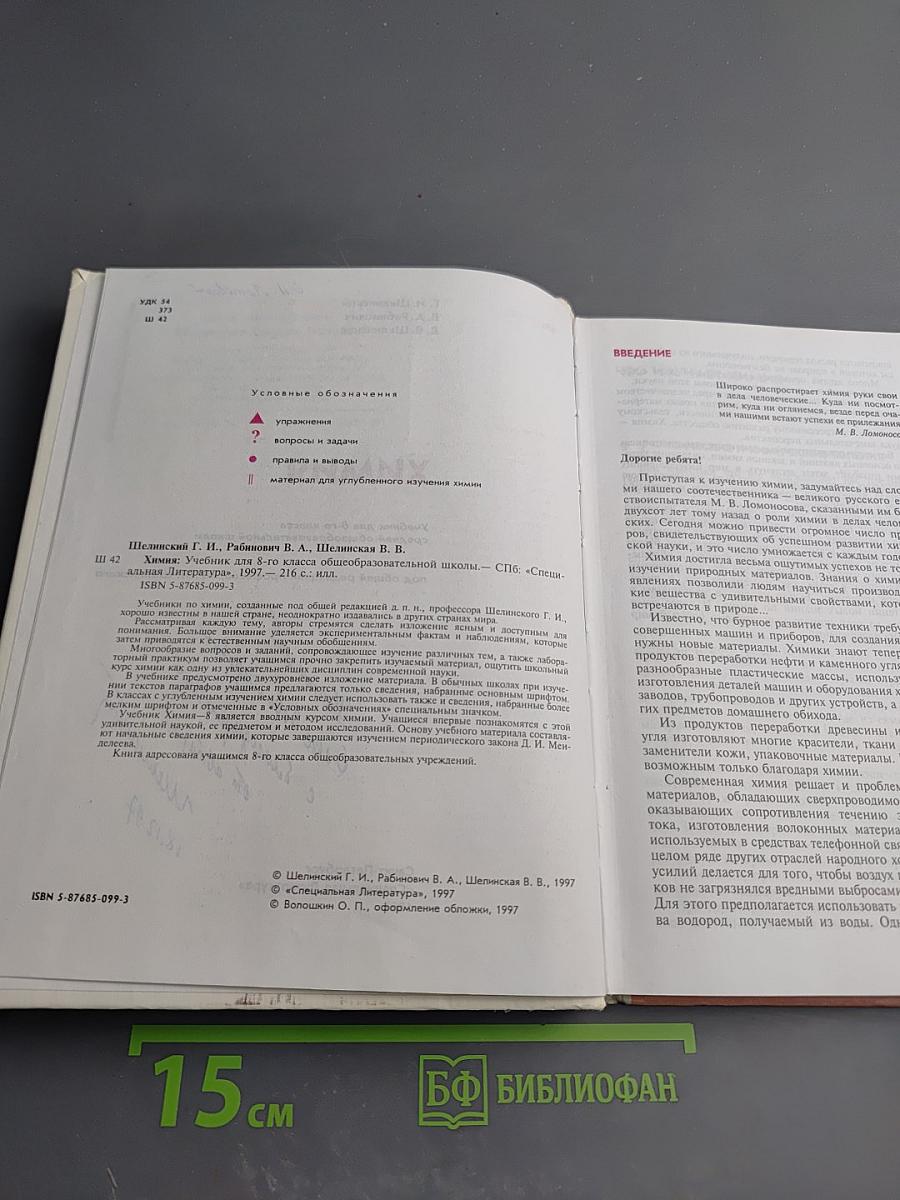 УДК 54
373
Ш 42
Условные обозначения
упражнения
? вопросы и задачи
правила и выводы
материал для углубленного изучения химии
Шелинский Г. И., Рабинович В. А., Шелинская В. В.
Ш 42 Химия: Учебник для 8-го класса общеобразовательной школы.— СПб: «Специ-
альная Литература», 1997.— 216 с.: илл.
ISBN 5-87685-099-3
Учебники по химии, созданные под общей редакцией д. п. н., профессора Шелинского Г. И.,
хорошо известны в нашей стране, неоднократно издавались в других странах мира.
Рассматривая каждую тему, авторы стремятся сделать изложение ясным и доступным для
понимания. Большое внимание уделяется экспериментальным фактам и наблюдениям, которые
затем приводятся к естественным научным обобщениям.
Многообразие вопросов и заданий, сопровождающее изучение различных тем, а также лабора-
торный практикум позволяет учащимся прочно закрепить изучаемый материал, ощутить школьный
курс химии как одну из увлекательнейших дисциплин современной науки.
В учебнике предусмотрено двухуровневое изложение материала. В обычных школах при изуче-
нии текстов параграфов учащимся предлагаются только сведения, набранные основным шрифтом.
В классах с углубленным изучением химии следует использовать также и сведения, набранные более
мелким шрифтом и отмеченные в «Условных обозначениях» специальным значком.
Учебник Химия—8 является вводным курсом химии. Учащиеся впервые познакомятся с этой
удивительной наукой, ее предметом и методом исследований. Основу учебного материала составля-
ют начальные сведения химии, которые завершаются изучением периодического закона Д. И. Мен-
делеева.
Книга адресована учащимся 8-го класса общеобразовательных учреждений.
© Шелинский Г. И., Рабинович В. А., Шелинская В. В., 1997
ISBN 5-87685-099-3
© «Специальная Литература», 1997
© Волошкин О. П., оформление обложки, 1997
ВВЕДЕНИЕ
Широко распростирает химия руки свои
в дела человеческие... Куда ни посмот-
рим, куда ни оглянемся, везде перед оча-
ми нашими встают успехи ее прилежания
М. В. Ломонос
Дорогие ребята!
Приступая к изучению химии, задумайтесь над сло
ми нашего соотечественника — великого русского е
ствоиспытателя М. В. Ломоносова, сказанными им б
двухсот лет тому назад о роли химии в делах челов
ских. Сегодня можно привести огромное число пр
ров, свидетельствующих об успешном развитии хи
ской науки, и это число умножается с каждым годо
Химия достигла весьма ощутимых успехов не то
изучении природных материалов. Знания о хими
явлениях позволили людям научиться производ
кие вещества с удивительными свойствами, кото
встречаются в природе...
Известно, что бурное развитие техники требу
совершенных машин и приборов, для создания
нужны новые материалы. Химики знают тепер
продуктов переработки нефти и каменного угля
разнообразные пластические массы, использу
изготовления деталей машин и оборудования х
заводов, трубопроводов и других устройств, а
гих предметов домашнего обихода.
Из продуктов переработки древесины и
угля изготовляют многие красители, ткани
заменители кожи, упаковочные материалы.
возможным только благодаря химии.
Современная химия решает и проблем
материалов, обладающих сверхпроводимо
оказывающих сопротивления течению э
тока, изготовления волоконных материа
используемых в средствах телефонной свя
целом ряде других отраслей народного хо
усилий делается для того, чтобы воздух
ков не загрязнялся вредными выбросами
Для этого предполагается использовать
ва водород, получаемый из воды. Одн
15 см
БФ БИБЛИОФАН